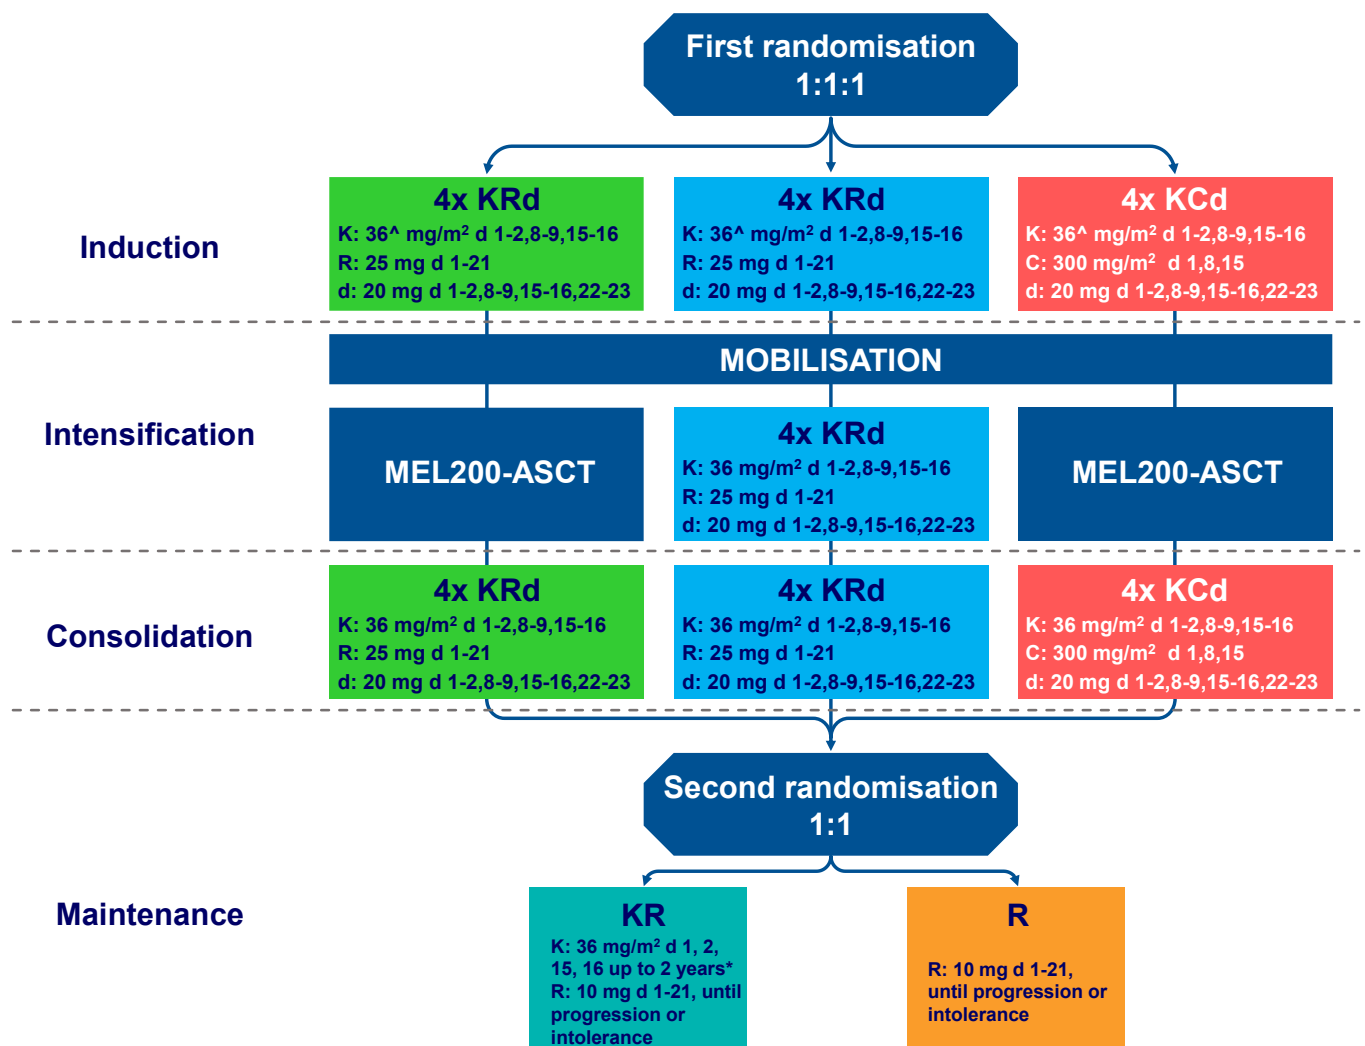 First randomisation
1:1:1
Induction
4x KRd
K: 36^ mg/m² d 1-2,8-9,15-16
R: 25 mg d 1-21
d: 20 mg d 1-2,8-9,15-16,22-23
4x KRd
K: 36^ mg/m² d 1-2,8-9,15-16
R: 25 mg d 1-21
d: 20 mg d 1-2,8-9,15-16,22-23
4x KCd
K: 36^ mg/m² d 1-2,8-9,15-16
C: 300 mg/m² d 1,8,15
d: 20 mg d 1-2,8-9,15-16,22-23
MOBILISATION
Intensification
MEL200-ASCT
4x KRd
K: 36 mg/m² d 1-2,8-9,15-16
R: 25 mg d 1-21
d: 20 mg d 1-2,8-9,15-16,22-23
MEL200-ASCT
Consolidation
4x KRd
K: 36 mg/m² d 1-2,8-9,15-16
R: 25 mg d 1-21
d: 20 mg d 1-2,8-9,15-16,22-23
4x KRd
K: 36 mg/m² d 1-2,8-9,15-16
R: 25 mg d 1-21
d: 20 mg d 1-2,8-9,15-16,22-23
4x KCd
K: 36 mg/m² d 1-2,8-9,15-16
C: 300 mg/m² d 1,8,15
d: 20 mg d 1-2,8-9,15-16,22-23
Second randomisation
1:1
Maintenance
KR
K: 36 mg/m² d 1, 2,
15, 16 up to 2 years*
R: 10 mg d 1-21, until
progression or
intolerance
R
R: 10 mg d 1-21,
until progression or
intolerance